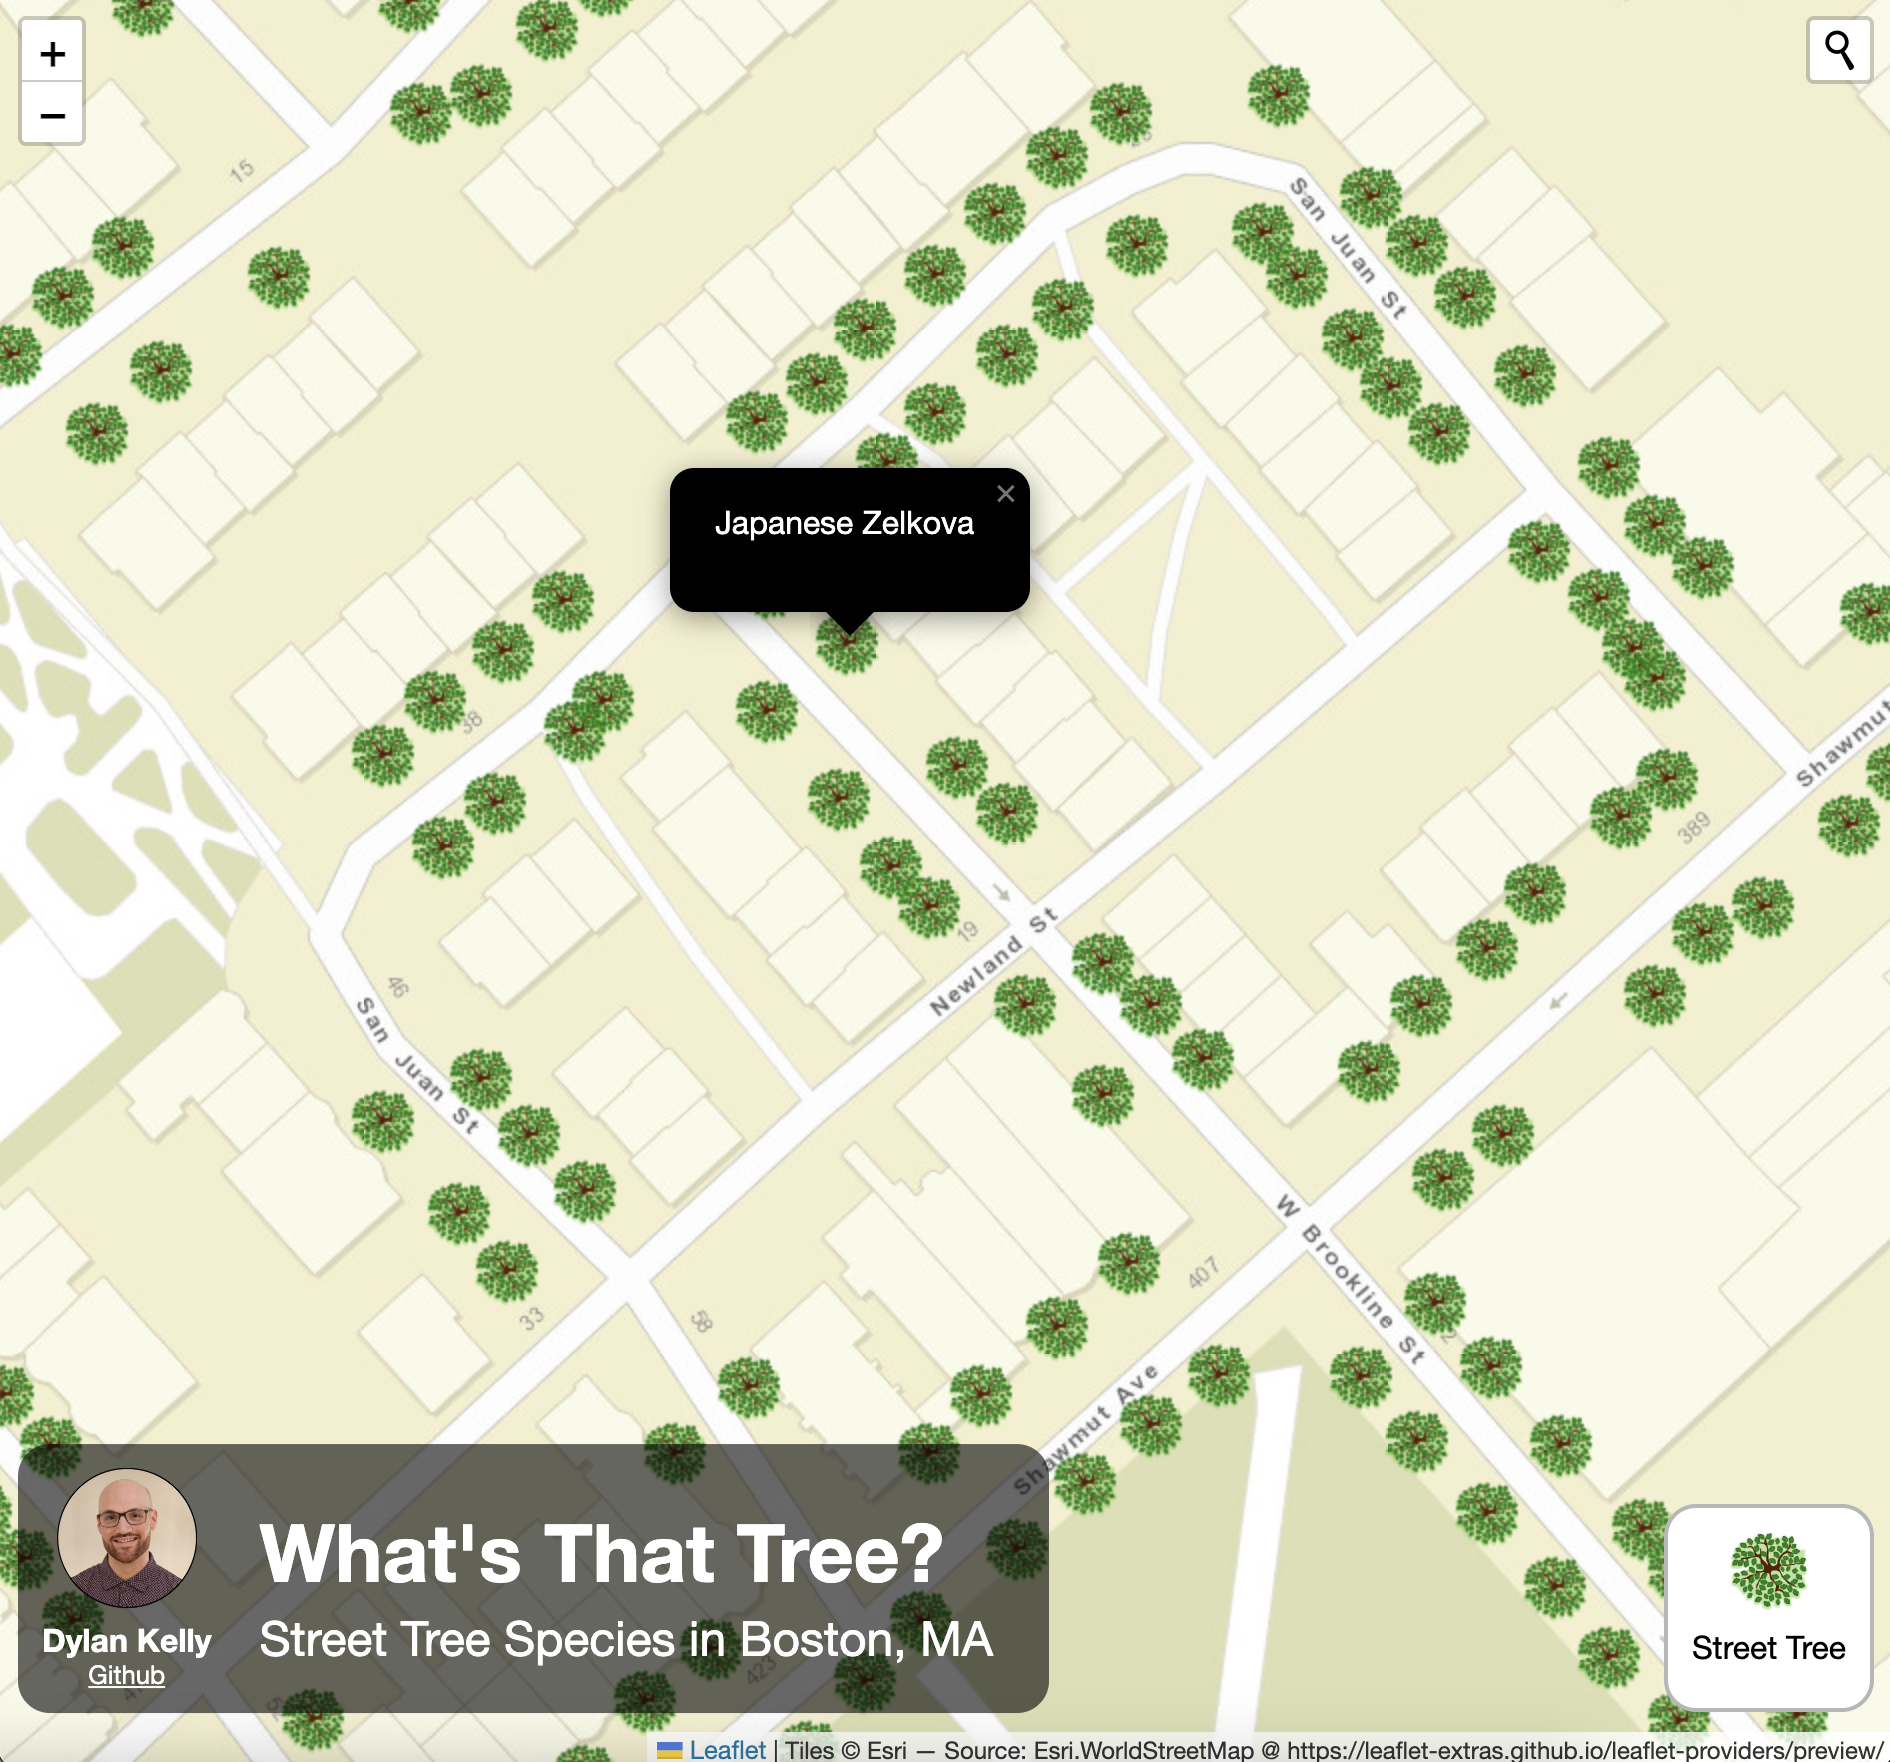 +
−
15
San Juan St
×
Japanese Zelkova
38
Shawmut
389
19
Newland St
46
San Juan St
W Brookline St
407
33
58
Shawmut Ave
What's That Tree?
Street Tree Species in Boston, MA
Dylan Kelly
Github
423
Street Tree
Leaflet | Tiles © Esri — Source: Esri.WorldStreetMap @ https://leaflet-extras.github.io/leaflet-providers/preview/